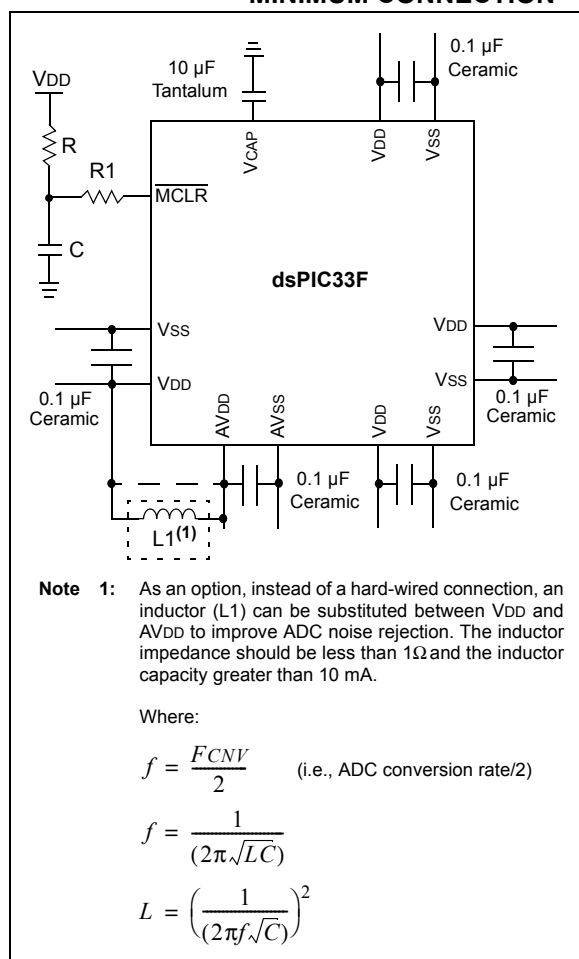 MINIMUM CONNECTION
0.1 µF
Ceramic
10 µF
Tantalum
VDD
R
R1
C
VCAP
VDD
VSS
MCLR
dsPIC33F
VSS
VDD
0.1 µF
Ceramic
VDD
VSS
0.1 µF
Ceramic
AVDD
AVSS
VDD
VSS
0.1 µF
Ceramic
0.1 µF
Ceramic
L1(1)
Note 1: As an option, instead of a hard-wired connection, an
inductor (L1) can be substituted between VDD and
AVDD to improve ADC noise rejection. The inductor
impedance should be less than 1Ω and the inductor
capacity greater than 10 mA.
Where:
f = FCNV / 2 (i.e., ADC conversion rate/2)
f = 1 / (2π√LC)
L = (1 / (2πf√C))²